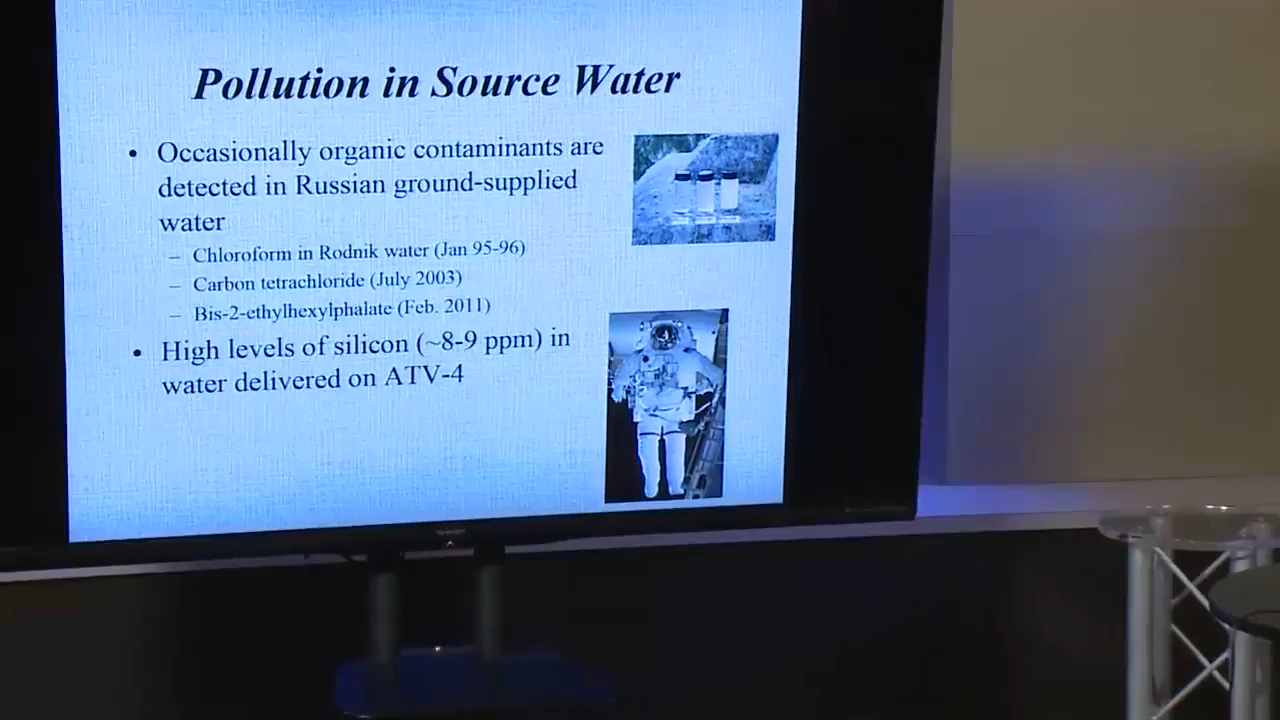 Pollution in Source Water
• Occasionally organic contaminants are
detected in Russian ground-supplied
water
– Chloroform in Rodnik water (Jan 95-96)
– Carbon tetrachloride (July 2003)
– Bis-2-ethylhexylphalate (Feb. 2011)
• High levels of silicon (~8-9 ppm) in
water delivered on ATV-4